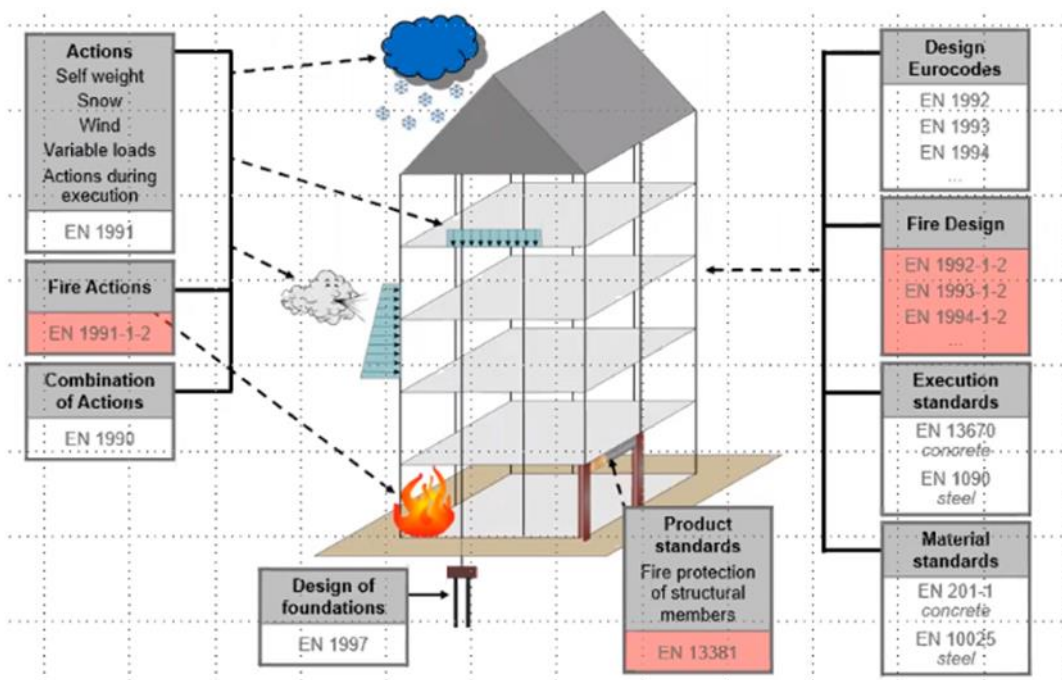 Actions
Self weight
Snow
Wind
Variable loads
Actions during
execution
EN 1991
Fire Actions
EN 1991-1-2
Combination
of Actions
EN 1990
Design of
foundations
EN 1997
Product
standards
Fire protection
of structural
members
EN 13381
Design
Eurocodes
EN 1992
EN 1993
EN 1994
...
Fire Design
EN 1992-1-2
EN 1993-1-2
EN 1994-1-2
...
Execution
standards
EN 13670
concrete
EN 1090
steel
Material
standards
EN 201-1
concrete
EN 10025
steel